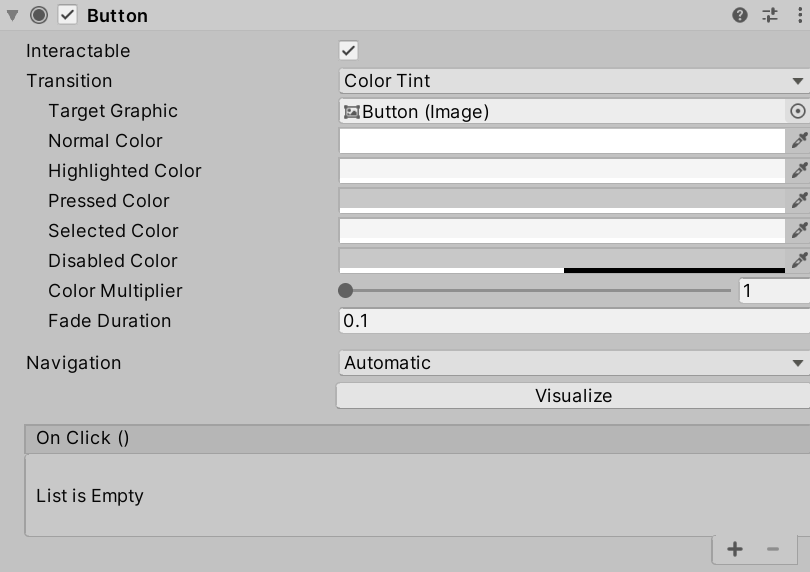 Button
Interactable
Transition Color Tint
Target Graphic Button (Image)
Normal Color
Highlighted Color
Pressed Color
Selected Color
Disabled Color
Color Multiplier 1
Fade Duration 0.1
Navigation Automatic
Visualize
On Click ()
List is Empty